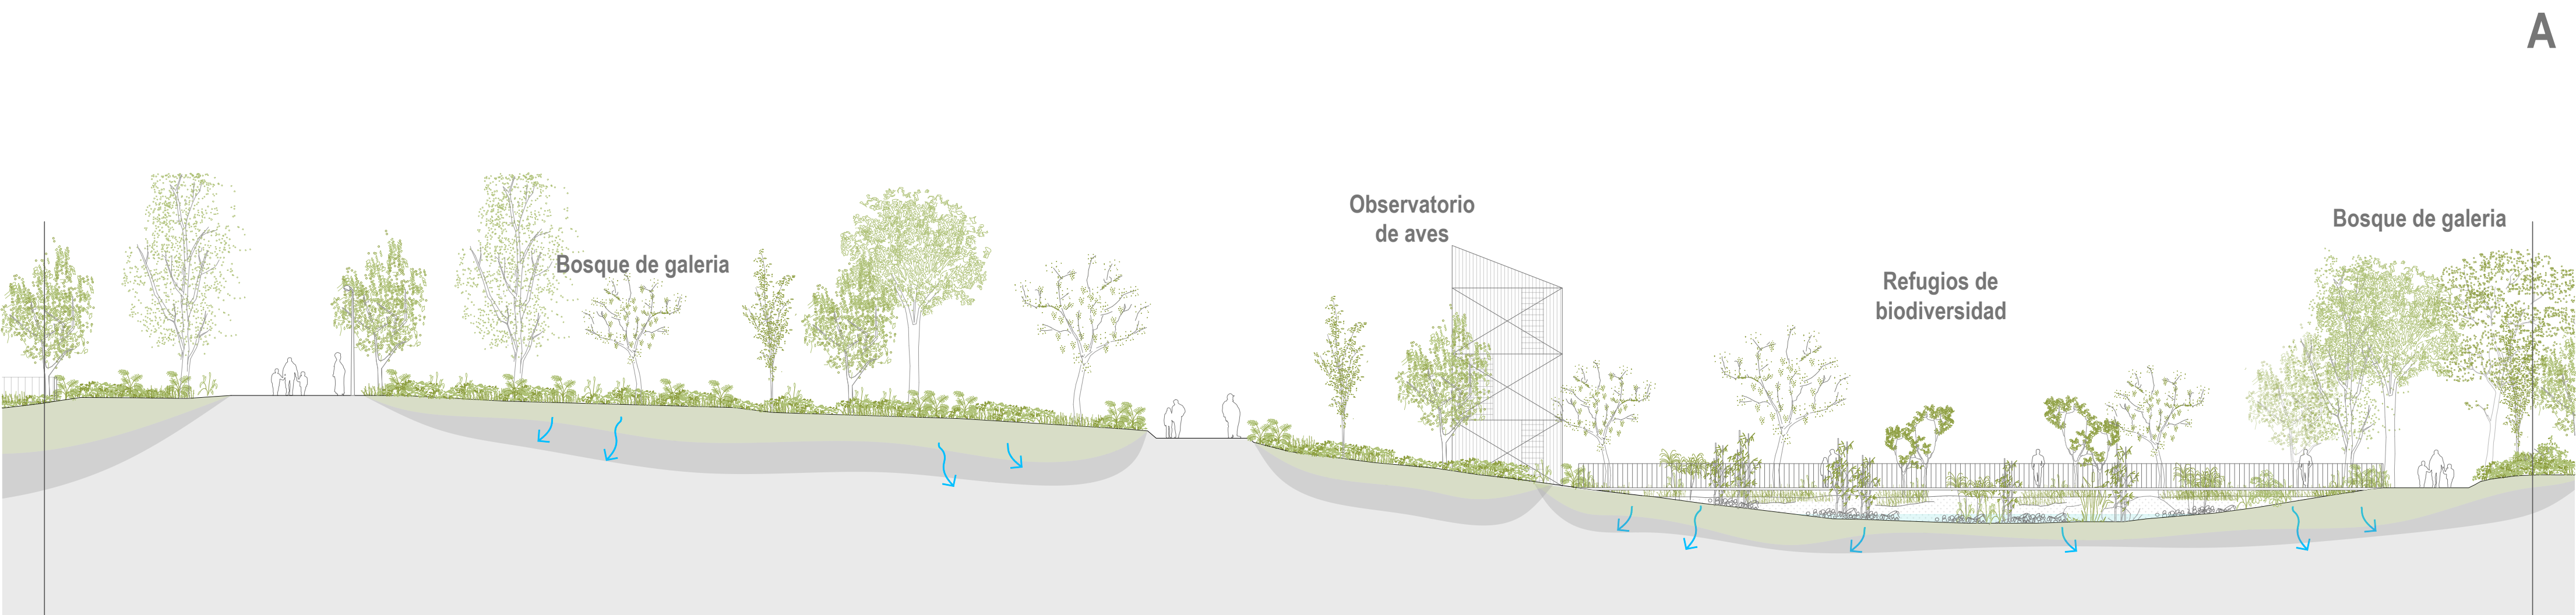 A
Observatorio
de aves
Bosque de galeria
Bosque de galeria
Refugios de
biodiversidad